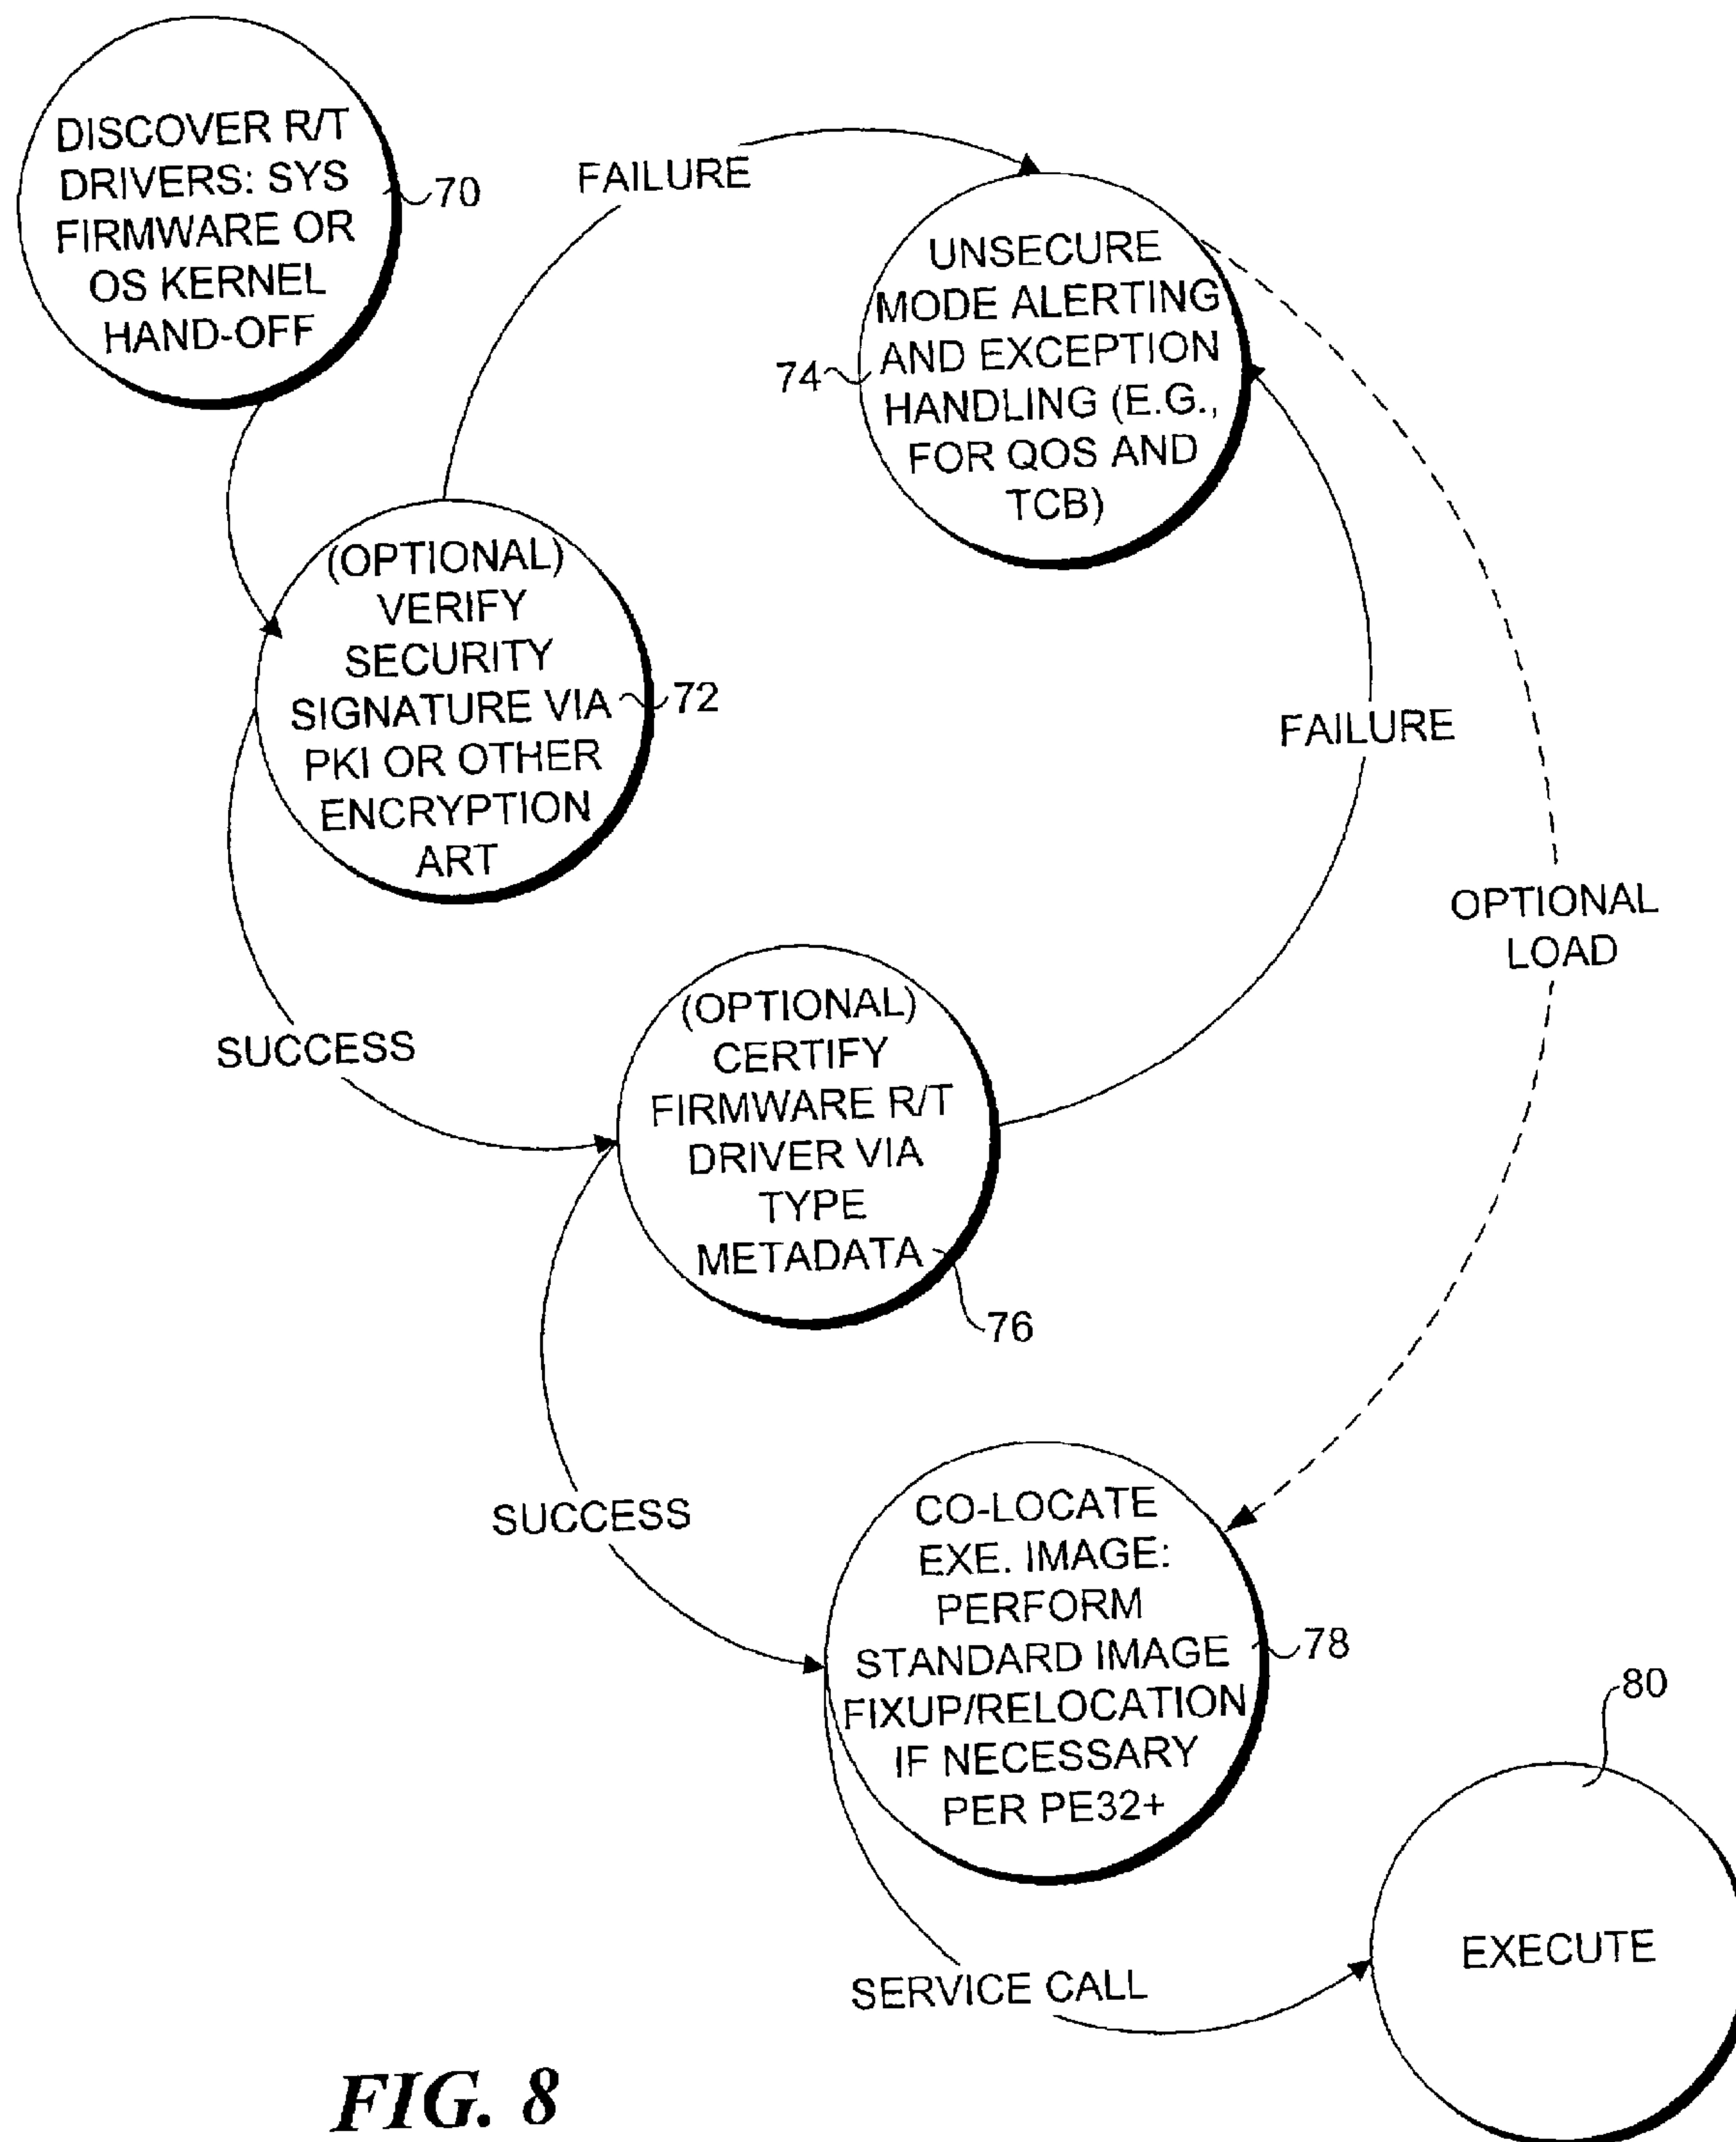 DISCOVER R/T
DRIVERS: SYS
FIRMWARE OR
OS KERNEL
HAND-OFF
70
FAILURE
UNSECURE
MODE ALERTING
AND EXCEPTION
HANDLING (E.G.,
FOR QOS AND
TCB)
74
(OPTIONAL)
VERIFY
SECURITY
SIGNATURE VIA
PKI OR OTHER
ENCRYPTION
ART
72
FAILURE
OPTIONAL
LOAD
SUCCESS
(OPTIONAL)
CERTIFY
FIRMWARE R/T
DRIVER VIA
TYPE
METADATA
76
SUCCESS
CO-LOCATE
EXE. IMAGE:
PERFORM
STANDARD IMAGE
FIXUP/RELOCATION
IF NECESSARY
PER PE32+
78
80
EXECUTE
SERVICE CALL
FIG. 8